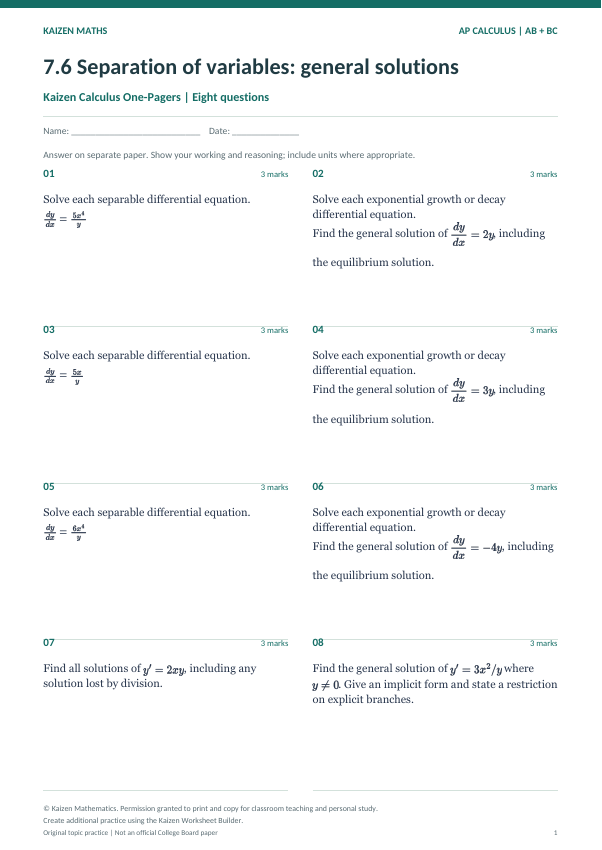 KAIZEN MATHS
AP CALCULUS | AB + BC
7.6 Separation of variables: general solutions
Kaizen Calculus One-Pagers | Eight questions
Name: ____________________________ Date: ______________
Answer on separate paper. Show your working and reasoning; include units where appropriate.
01 3 marks
Solve each separable differential equation.
dy/dx = 5x⁴/y
02 3 marks
Solve each exponential growth or decay
differential equation.
Find the general solution of dy/dx = 2y, including
the equilibrium solution.
03 3 marks
Solve each separable differential equation.
dy/dx = 5x/y
04 3 marks
Solve each exponential growth or decay
differential equation.
Find the general solution of dy/dx = 3y, including
the equilibrium solution.
05 3 marks
Solve each separable differential equation.
06 3 marks
Solve each exponential growth or decay
differential equation.
Find the general solution of dy/dx = −4y, including
the equilibrium solution.
07 3 marks
Find all solutions of y′ = 2xy, including any
solution lost by division.
08 3 marks
Find the general solution of y′ = 3x²/y where
y ≠ 0. Give an implicit form and state a restriction
on explicit branches.
© Kaizen Mathematics. Permission granted to print and copy for classroom teaching and personal study.
Create additional practice using the Kaizen Worksheet Builder.
Original topic practice | Not an official College Board paper
1